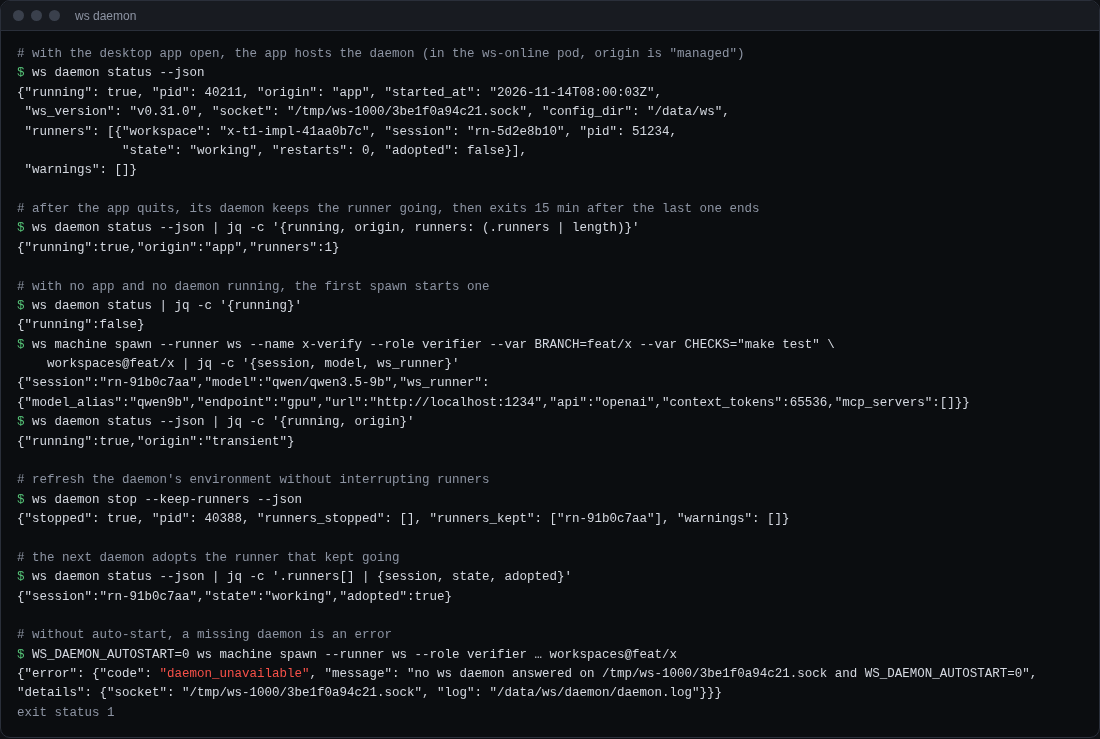 ws daemon
# with the desktop app open, the app hosts the daemon (in the ws-online pod, origin is "managed")
$ ws daemon status --json
{"running": true, "pid": 40211, "origin": "app", "started_at": "2026-11-14T08:00:03Z",
 "ws_version": "v0.31.0", "socket": "/tmp/ws-1000/3be1f0a94c21.sock", "config_dir": "/data/ws",
 "runners": [{"workspace": "x-t1-impl-41aa0b7c", "session": "rn-5d2e8b10", "pid": 51234,
              "state": "working", "restarts": 0, "adopted": false}],
 "warnings": []}
# after the app quits, its daemon keeps the runner going, then exits 15 min after the last one ends
$ ws daemon status --json | jq -c '{running, origin, runners: (.runners | length)}'
{"running":true,"origin":"app","runners":1}
# with no app and no daemon running, the first spawn starts one
$ ws daemon status | jq -c '{running}'
{"running":false}
$ ws machine spawn --runner ws --name x-verify --role verifier --var BRANCH=feat/x --var CHECKS="make test" \
    workspaces@feat/x | jq -c '{session, model, ws_runner}'
{"session":"rn-91b0c7aa","model":"qwen/qwen3.5-9b","ws_runner":
{"model_alias":"qwen9b","endpoint":"gpu","url":"http://localhost:1234","api":"openai","context_tokens":65536,"mcp_servers":[]}}
$ ws daemon status --json | jq -c '{running, origin}'
{"running":true,"origin":"transient"}
# refresh the daemon's environment without interrupting runners
$ ws daemon stop --keep-runners --json
{"stopped": true, "pid": 40388, "runners_stopped": [], "runners_kept": ["rn-91b0c7aa"], "warnings": []}
# the next daemon adopts the runner that kept going
$ ws daemon status --json | jq -c '.runners[] | {session, state, adopted}'
{"session":"rn-91b0c7aa","state":"working","adopted":true}
# without auto-start, a missing daemon is an error
$ WS_DAEMON_AUTOSTART=0 ws machine spawn --runner ws --role verifier … workspaces@feat/x
{"error": {"code": "daemon_unavailable", "message": "no ws daemon answered on /tmp/ws-1000/3be1f0a94c21.sock and WS_DAEMON_AUTOSTART=0",
"details": {"socket": "/tmp/ws-1000/3be1f0a94c21.sock", "log": "/data/ws/daemon/daemon.log"}}}
exit status 1